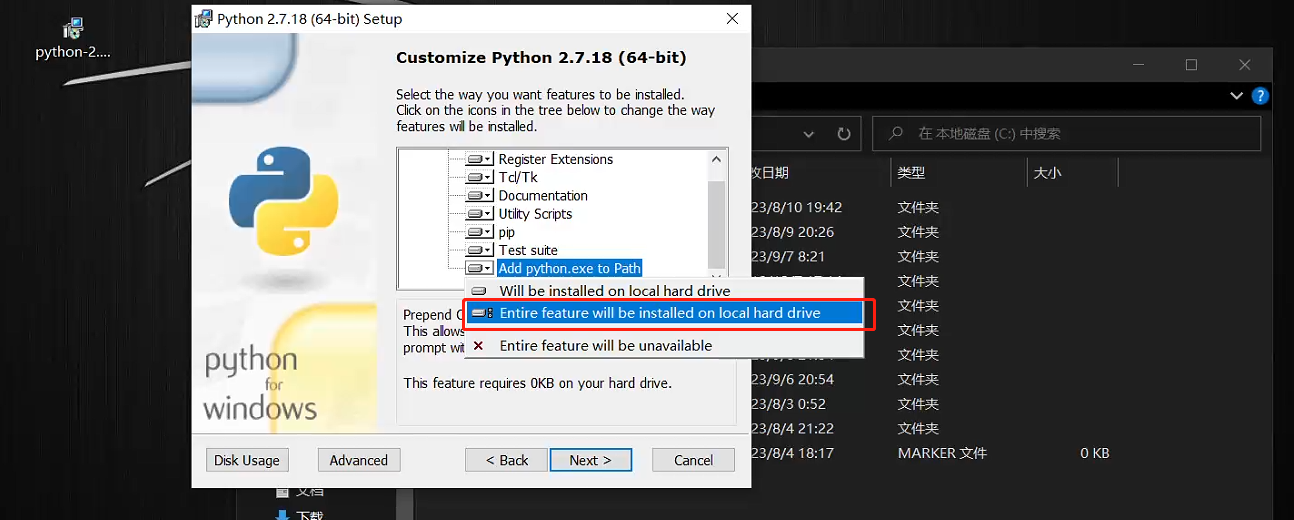 python-2....
Python 2.7.18 (64-bit) Setup
Customize Python 2.7.18 (64-bit)
Select the way you want features to be installed.
Click on the icons in the tree below to change the way
features will be installed.
Register Extensions
Tcl/Tk
Documentation
Utility Scripts
pip
Test suite
Add python.exe to Path
Will be installed on local hard drive
Entire feature will be installed on local hard drive
Entire feature will be unavailable
Prepend
This allows
prompt
This feature requires 0KB on your hard drive.
python
for
windows
Disk Usage
Advanced
< Back
Next >
Cancel
在 本地磁盘 (C:) 中搜索
日期
类型
大小
23/8/10 19:42
文件夹
23/8/9 20:26
文件夹
23/9/7 8:21
文件夹
文件夹
文件夹
文件夹
文件夹
23/9/6 20:54
文件夹
23/8/3 0:52
文件夹
23/8/4 21:22
文件夹
23/8/4 18:17
MARKER 文件
0 KB
文档
下载